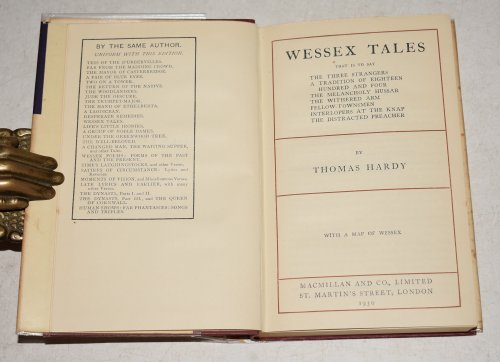 BY THE SAME AUTHOR.
UNIFORM WITH THIS EDITION.
TESS OF THE D'URBERVILLES.
FAR FROM THE MADDING CROWD.
THE MAYOR OF CASTERBRIDGE.
A PAIR OF BLUE EYES.
TWO ON A TOWER.
THE RETURN OF THE NATIVE.
THE WOODLANDERS.
JUDE THE OBSCURE.
THE TRUMPET-MAJOR.
THE HAND OF ETHELBERTA.
A LAODICEAN.
DESPERATE REMEDIES.
WESSEX TALES.
LIFE'S LITTLE IRONIES.
A GROUP OF NOBLE DAMES.
UNDER THE GREENWOOD TREE.
THE WELL-BELOVED.
A CHANGED MAN, THE WAITING SUPPER,
and other Tales.
WESSEX POEMS; POEMS OF THE PAST
AND THE PRESENT.
TIME'S LAUGHINGSTOCKS, and other Verses.
SATIRES OF CIRCUMSTANCE: Lyrics and
Reveries.
MOMENTS OF VISION, and Miscellaneous Verses.
LATE LYRICS AND EARLIER, with many
other Verses.
THE DYNASTS, Parts I. and II.
THE DYNASTS, Part III., and THE QUEEN
OF CORNWALL.
HUMAN SHOWS: FAR PHANTASIES: SONGS
AND TRIFLES.
WESSEX TALES
THAT IS TO SAY
THE THREE STRANGERS
A TRADITION OF EIGHTEEN
HUNDRED AND FOUR
THE MELANCHOLY HUSSAR
THE WITHERED ARM
FELLOW-TOWNSMEN
INTERLOPERS AT THE KNAP
THE DISTRACTED PREACHER
BY
THOMAS HARDY
WITH A MAP OF WESSEX
MACMILLAN AND CO., LIMITED
ST. MARTIN'S STREET, LONDON
1930